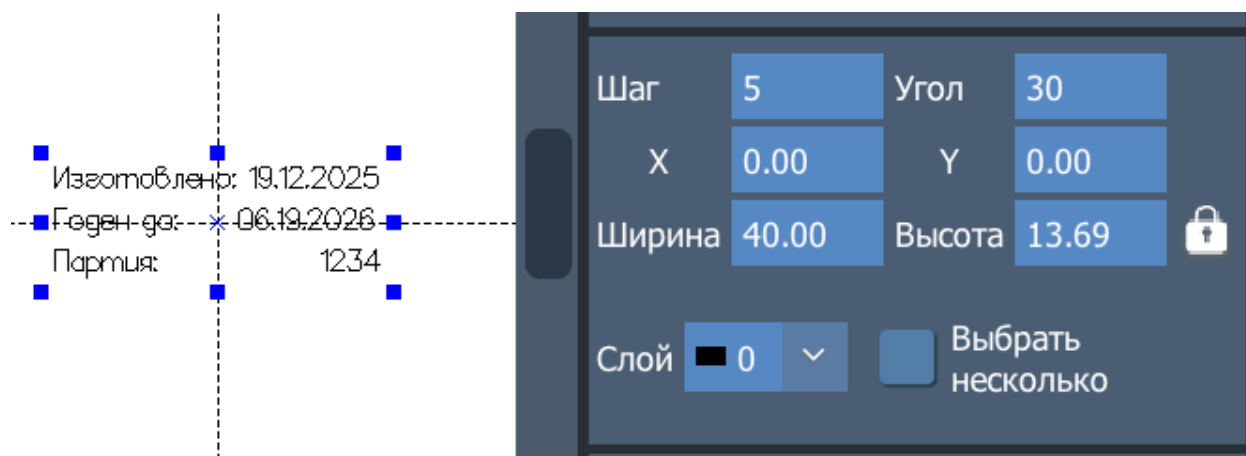 Изготовлено: 19.12.2025
Годен до: 06.19.2026
Партия: 1234
Шаг 5 Угол 30
X 0.00 Y 0.00
Ширина 40.00 Высота 13.69
Слой 0 Выбрать
несколько